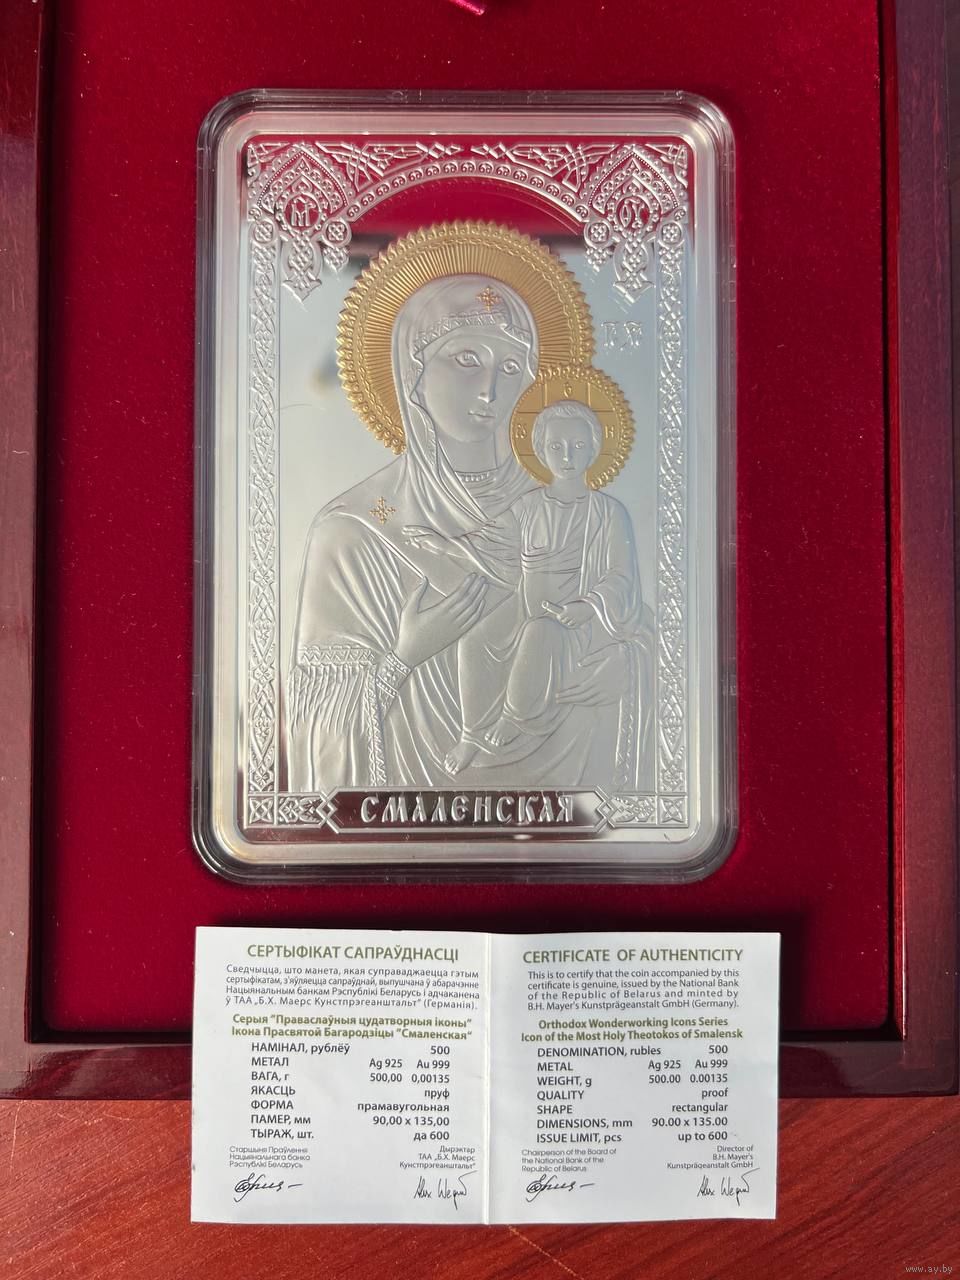 СМАЛЕНСКАЯ
СЕРТЫФІКАТ САПРАЎДНАСЦІ
Сведчыцца, што манета, якая суправаджаецца гэтым
сертыфікатам, з'яўляецца сапраўднай, выпушчана ў абарачэнне
Нацыянальным банкам Рэспублікі Беларусь і адчаканена
ў ТАА „Б.Х. Маерс Кунстпрэгеанштальт“ (Германія).
Серыя "Праваслаўныя цудатворныя іконы"
Ікона Прасвятой Багародзіцы "Смаленская"
НАМІНАЛ, рублёў 500
МЕТАЛ Ag 925 Au 999
ВАГА, г 500,00 0,00135
ЯКАСЦЬ пруф
ФОРМА прамавугольная
ПАМЕР, мм 90,00 x 135,00
ТЫРАЖ, шт. да 600
Старшыня Праўлення
Нацыянальнага банка
Рэспублікі Беларусь
Дырэктар
ТАА „Б.Х. Маерс
Кунстпрэгеанштальт“
CERTIFICATE OF AUTHENTICITY
This is to certify that the coin accompanied by this
certificate is genuine, issued by the National Bank
of the Republic of Belarus and minted by
B.H. Mayer's Kunstprägeanstalt GmbH (Germany).
Orthodox Wonderworking Icons Series
Icon of the Most Holy Theotokos of Smalensk
DENOMINATION, rubles 500
METAL Ag 925 Au 999
WEIGHT, g 500.00 0.00135
QUALITY proof
SHAPE rectangular
DIMENSIONS, mm 90.00 x 135.00
ISSUE LIMIT, pcs up to 600
Chairperson of the Board of
the National Bank of the
Republic of Belarus
Director of
B.H. Mayer's
Kunstprägeanstalt GmbH
www.ay.by